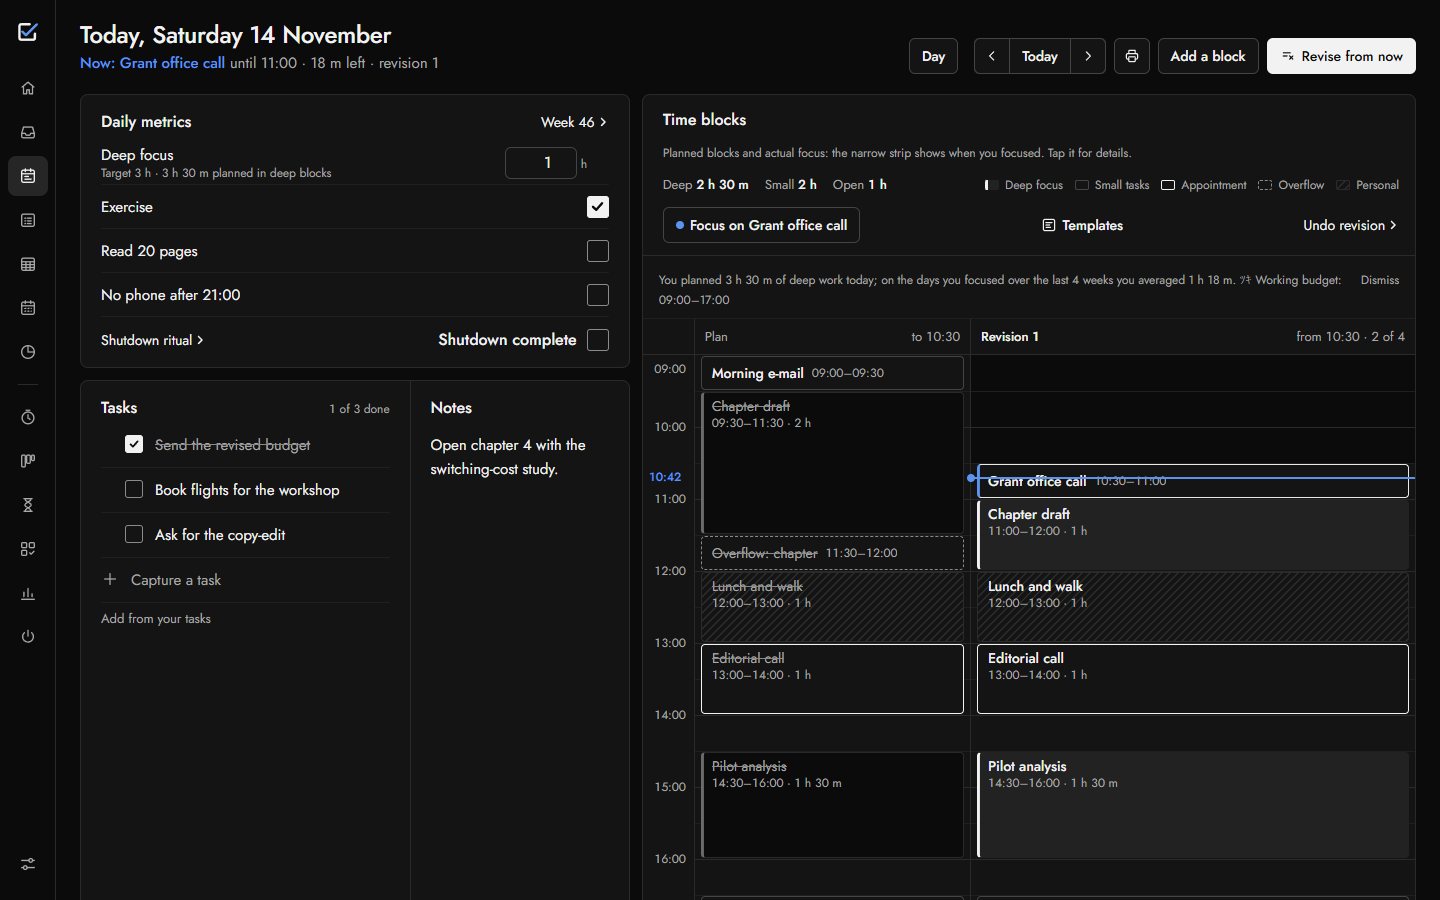 Today, Saturday 14 November
Now: Grant office call until 11:00 · 18 m left · revision 1
Day
Today
Add a block
Revise from now
Daily metrics
Week 46
Deep focus
Target 3 h · 3 h 30 m planned in deep blocks
1 h
Exercise
Read 20 pages
No phone after 21:00
Shutdown ritual
Shutdown complete
Tasks
1 of 3 done
Send the revised budget
Book flights for the workshop
Ask for the copy-edit
Capture a task
Add from your tasks
Notes
Open chapter 4 with the
switching-cost study.
Time blocks
Planned blocks and actual focus: the narrow strip shows when you focused. Tap it for details.
Deep 2 h 30 m Small 2 h Open 1 h
Deep focus Small tasks Appointment Overflow Personal
Focus on Grant office call
Templates
Undo revision
You planned 3 h 30 m of deep work today; on the days you focused over the last 4 weeks you averaged 1 h 18 m. Working budget:
09:00–17:00
Dismiss
Plan to 10:30
Revision 1 from 10:30 · 2 of 4
09:00
10:00
10:42
11:00
12:00
13:00
14:00
15:00
16:00
Morning e-mail 09:00–09:30
Chapter draft
09:30–11:30 · 2 h
Overflow: chapter 11:30–12:00
Lunch and walk
12:00–13:00 · 1 h
Editorial call
13:00–14:00 · 1 h
Pilot analysis
14:30–16:00 · 1 h 30 m
Grant office call 10:30–11:00
Chapter draft
11:00–12:00 · 1 h
Lunch and walk
12:00–13:00 · 1 h
Editorial call
13:00–14:00 · 1 h
Pilot analysis
14:30–16:00 · 1 h 30 m